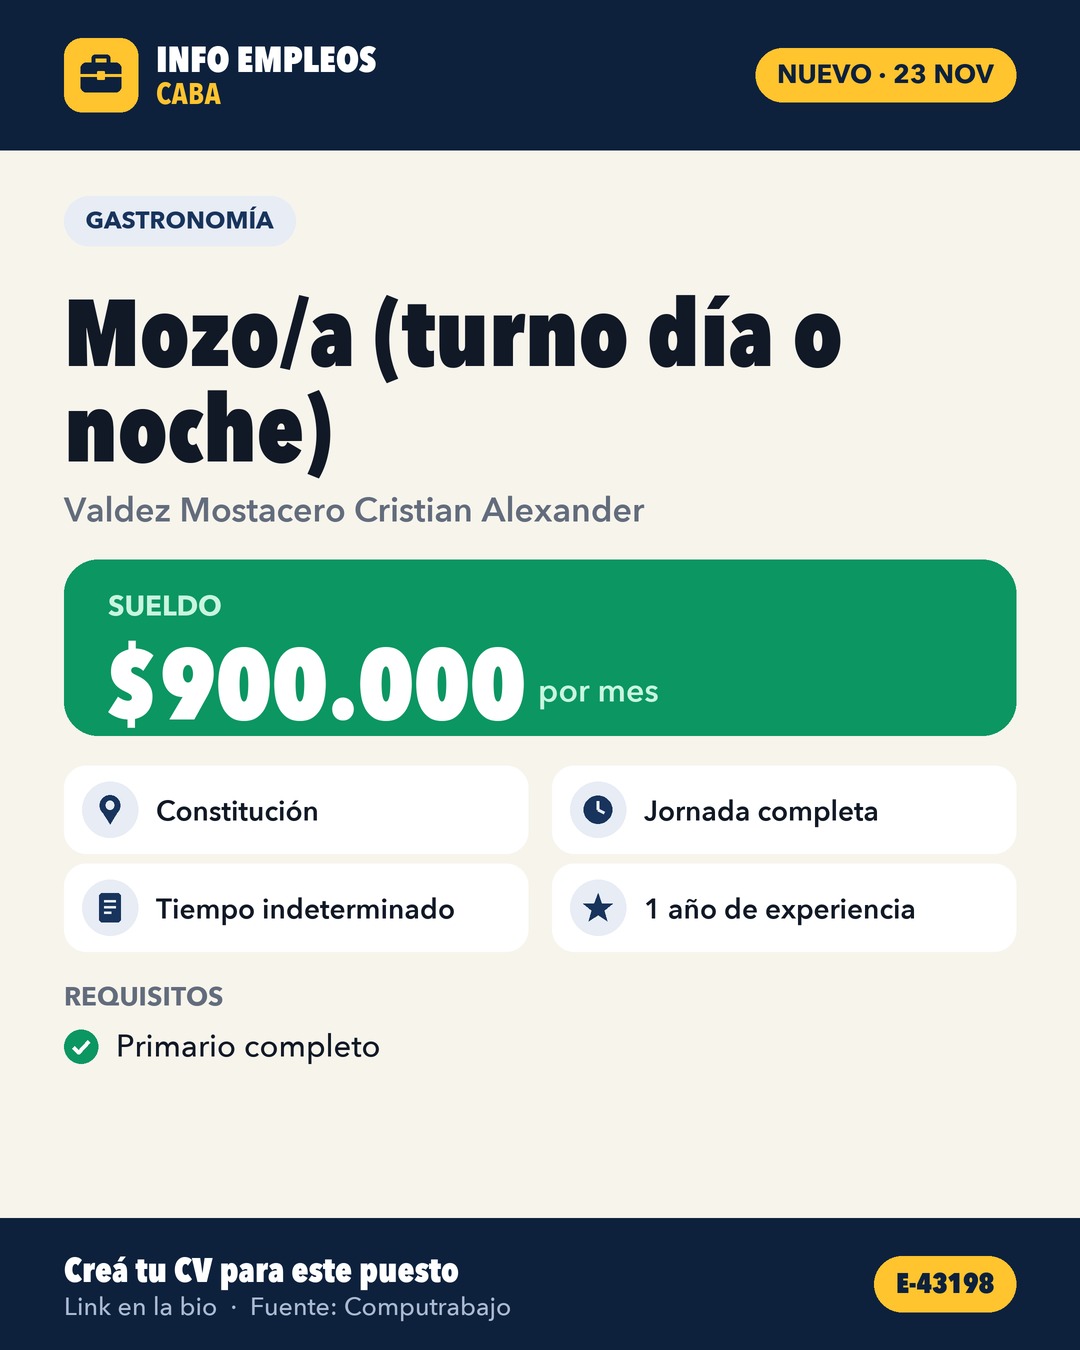 INFO EMPLEOS
CABA
NUEVO · 23 NOV
GASTRONOMÍA
Mozo/a (turno día o
noche)
Valdez Mostacero Cristian Alexander
SUELDO
$900.000 por mes
Constitución
Jornada completa
Tiempo indeterminado
1 año de experiencia
REQUISITOS
Primario completo
Creá tu CV para este puesto
Link en la bio · Fuente: Computrabajo
E-43198